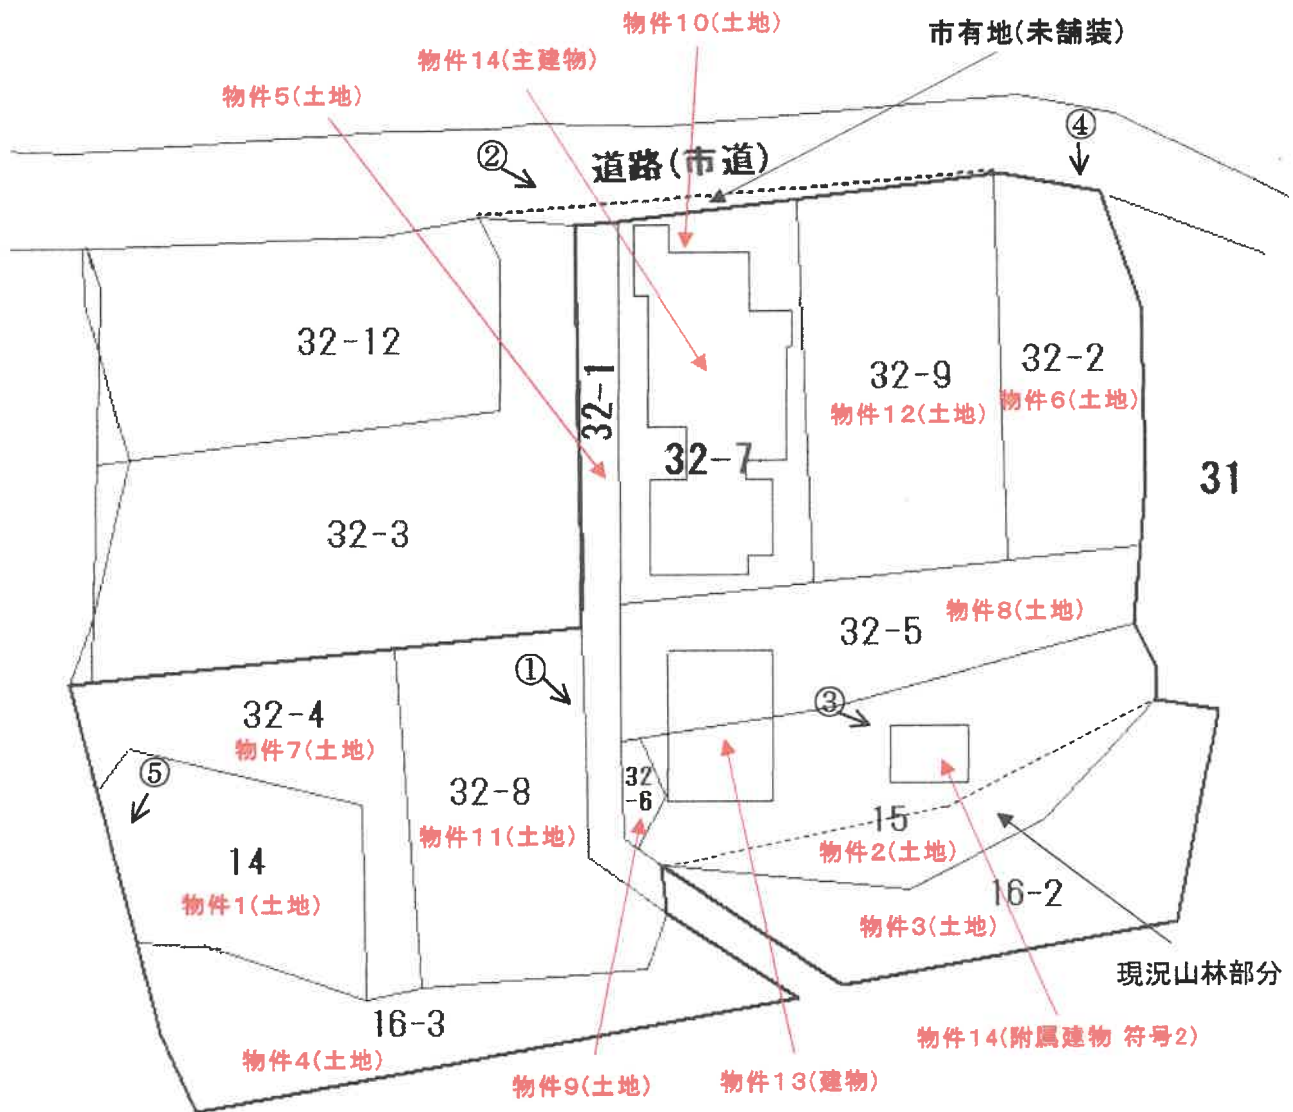 物件10(土地)
市有地(未舗装)
物件14(主建物)
物件5(土地)
④
②
道路(市道)
32-12
32-1
32-9
物件12(土地)
32-2
物件6(土地)
32-7
31
32-3
物件8(土地)
32-5
①
③
32-4
物件7(土地)
⑤
32-8
物件11(土地)
32
-6
15
物件2(土地)
14
物件1(土地)
16-2
物件3(土地)
現況山林部分
16-3
物件4(土地)
物件14(附属建物 符号2)
物件9(土地)
物件13(建物)